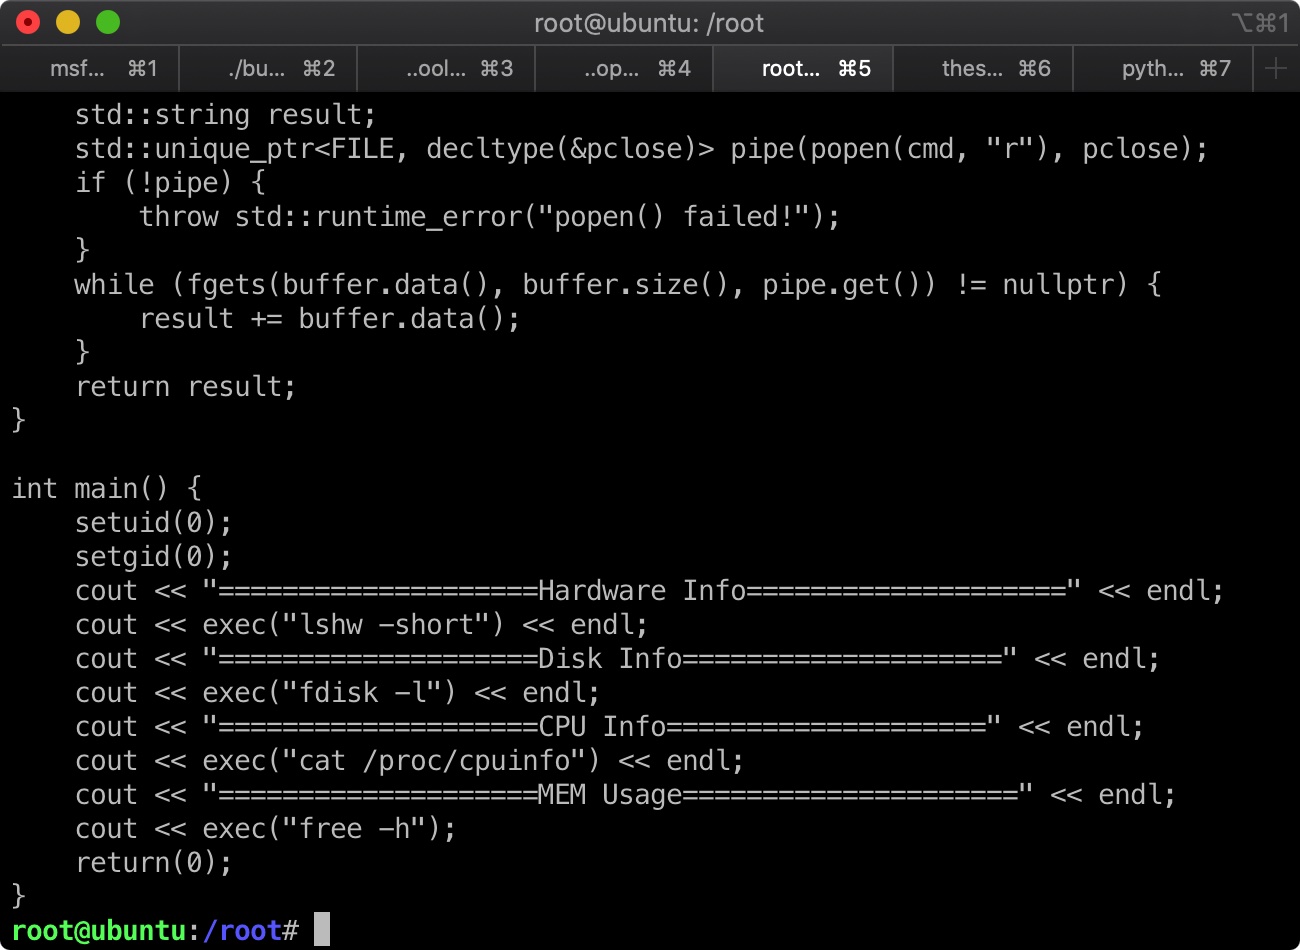 root@ubuntu: /root
⌥⌘1
msf... ⌘1 ./bu... ⌘2 ..ool... ⌘3 ..op... ⌘4 root... ⌘5 thes... ⌘6 pyth... ⌘7
    std::string result;
    std::unique_ptr<FILE, decltype(&pclose)> pipe(popen(cmd, "r"), pclose);
    if (!pipe) {
        throw std::runtime_error("popen() failed!");
    }
    while (fgets(buffer.data(), buffer.size(), pipe.get()) != nullptr) {
        result += buffer.data();
    }
    return result;
}

int main() {
    setuid(0);
    setgid(0);
    cout << "====================Hardware Info====================" << endl;
    cout << exec("lshw -short") << endl;
    cout << "====================Disk Info====================" << endl;
    cout << exec("fdisk -l") << endl;
    cout << "====================CPU Info====================" << endl;
    cout << exec("cat /proc/cpuinfo") << endl;
    cout << "====================MEM Usage=====================" << endl;
    cout << exec("free -h");
    return(0);
}
root@ubuntu:/root#